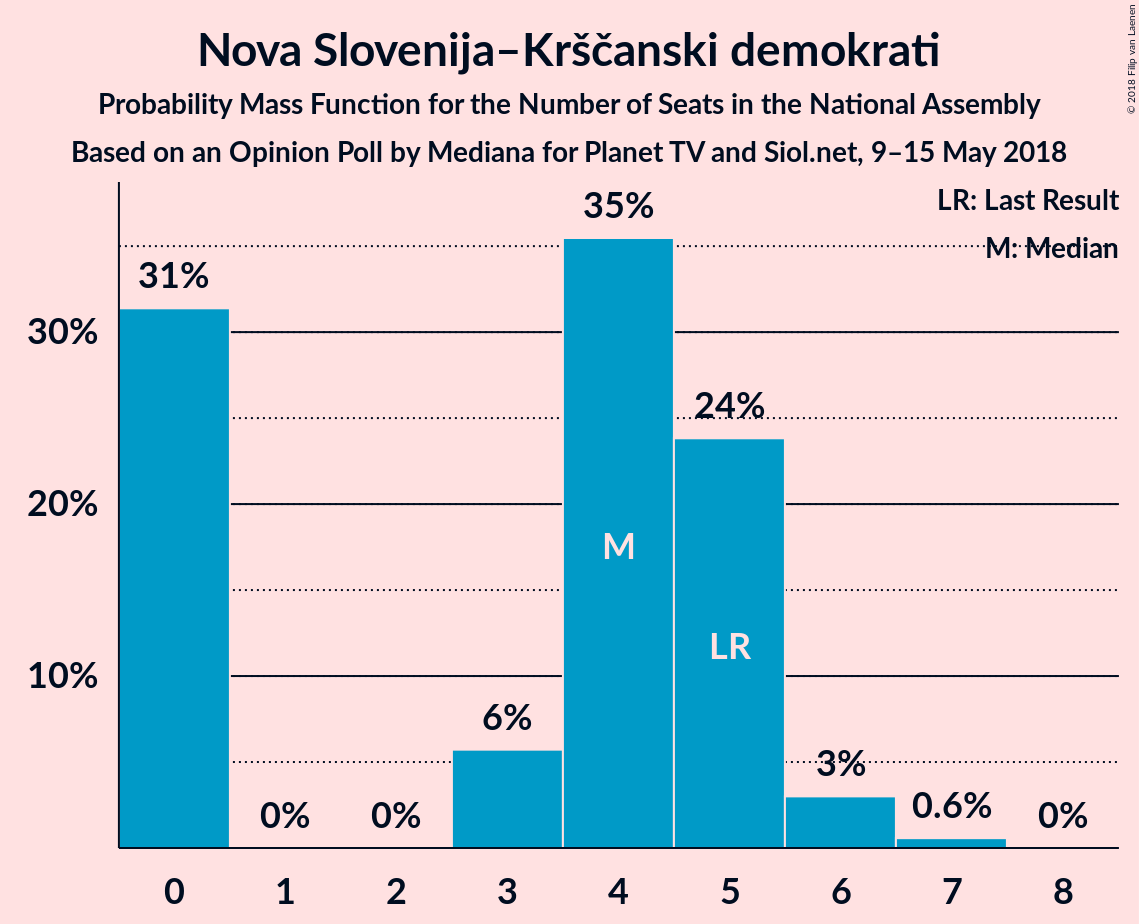 Nova Slovenija–Krščanski demokrati
Probability Mass Function for the Number of Seats in the National Assembly
Based on an Opinion Poll by Mediana for Planet TV and Siol.net, 9–15 May 2018
© 2018 Filip van Laenen
LR: Last Result
M: Median
30%
20%
10%
31%
0%
0%
6%
35%
24%
3%
0.6%
0%
M
LR
0 1 2 3 4 5 6 7 8